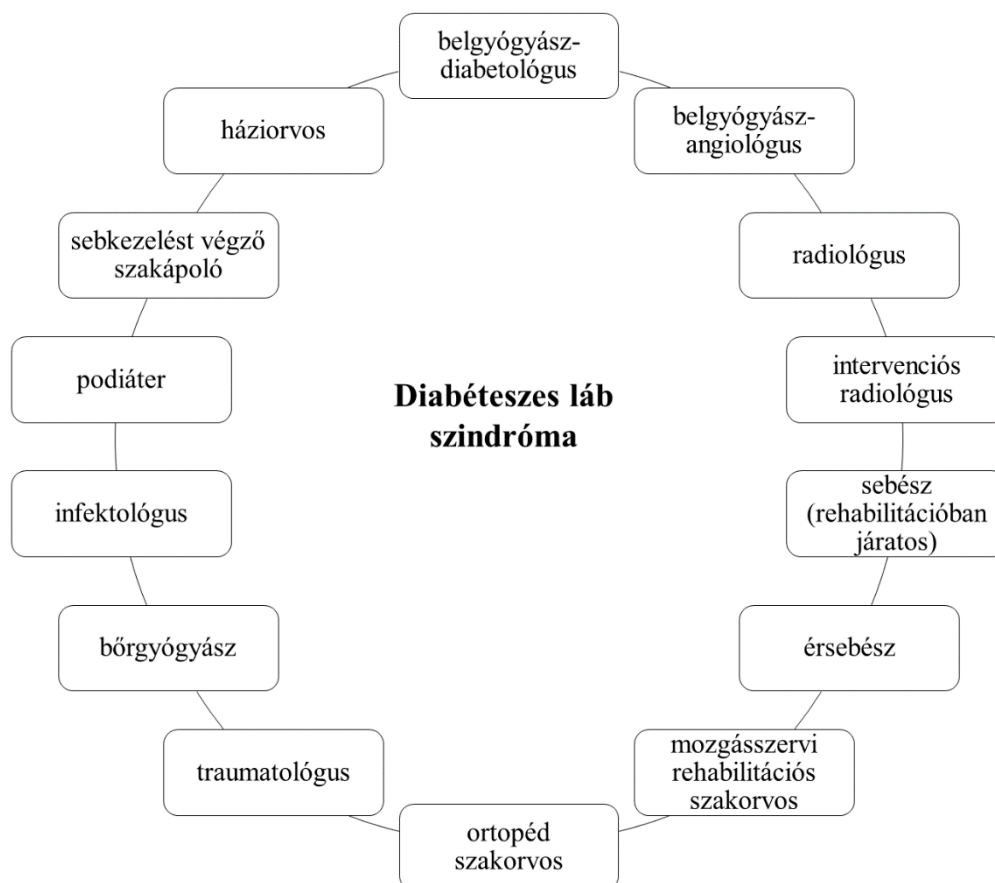 belgyógyász-
diabetológus
belgyógyász-
angiológus
radiológus
intervenciós
radiológus
sebész
(rehabilitációban
járatos)
érsebész
mozgásszervi
rehabilitációs
szakorvos
ortopéd
szakorvos
traumatológus
bőrgyógyász
infektológus
podiáter
sebkezelést végző
szakápoló
háziorvos
Diabéteszes láb
szindróma